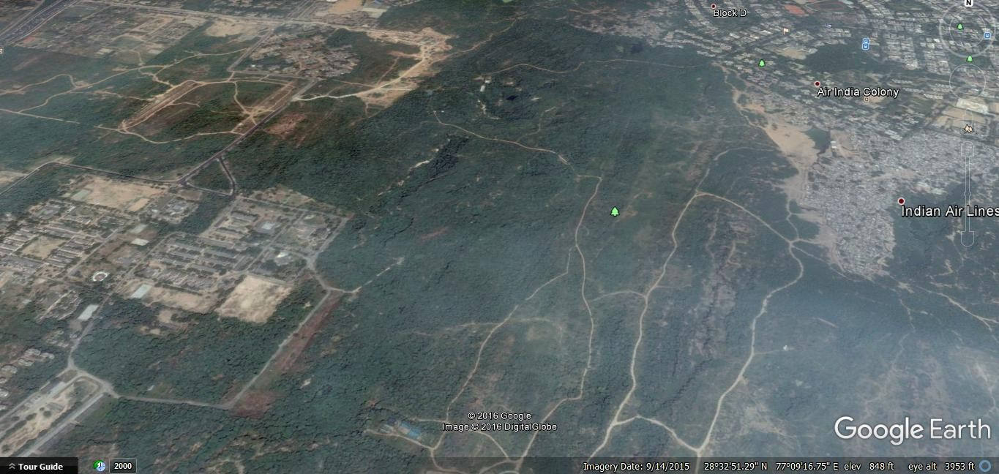 N
Block D
Air India Colony
Indian Air Lines
© 2016 Google
Image © 2016 DigitalGlobe
Google Earth
Tour Guide
2000
Imagery Date: 9/14/2015 28°32'51.29" N 77°09'16.75" E elev 848 ft eye alt 3953 ft